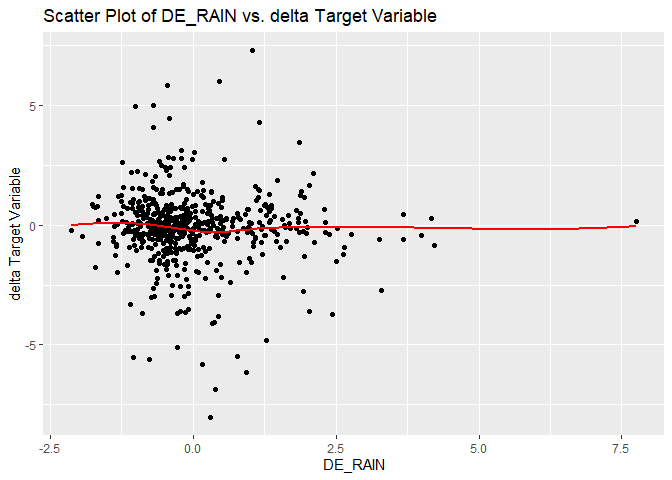 Scatter Plot of DE_RAIN vs. delta Target Variable
delta Target Variable
5
0
-5
-2.5 0.0 2.5 5.0 7.5
DE_RAIN